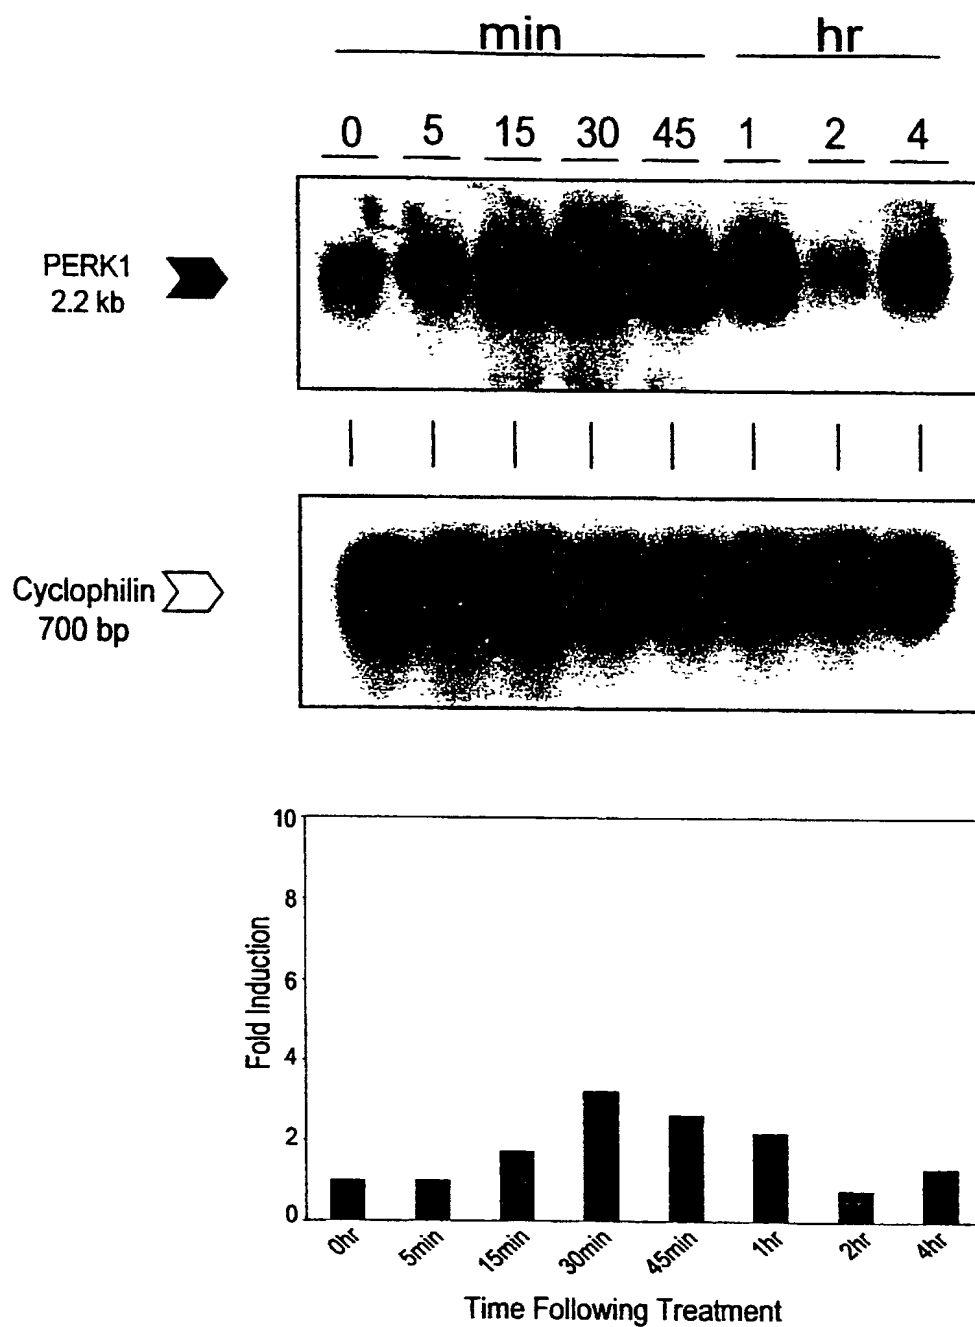 min hr
0 5 15 30 45 1 2 4
PERK1
2.2 kb
Cyclophilin
700 bp
10
8
6
4
2
0
Fold Induction
0hr 5min 15min 30min 45min 1hr 2hr 4hr
Time Following Treatment